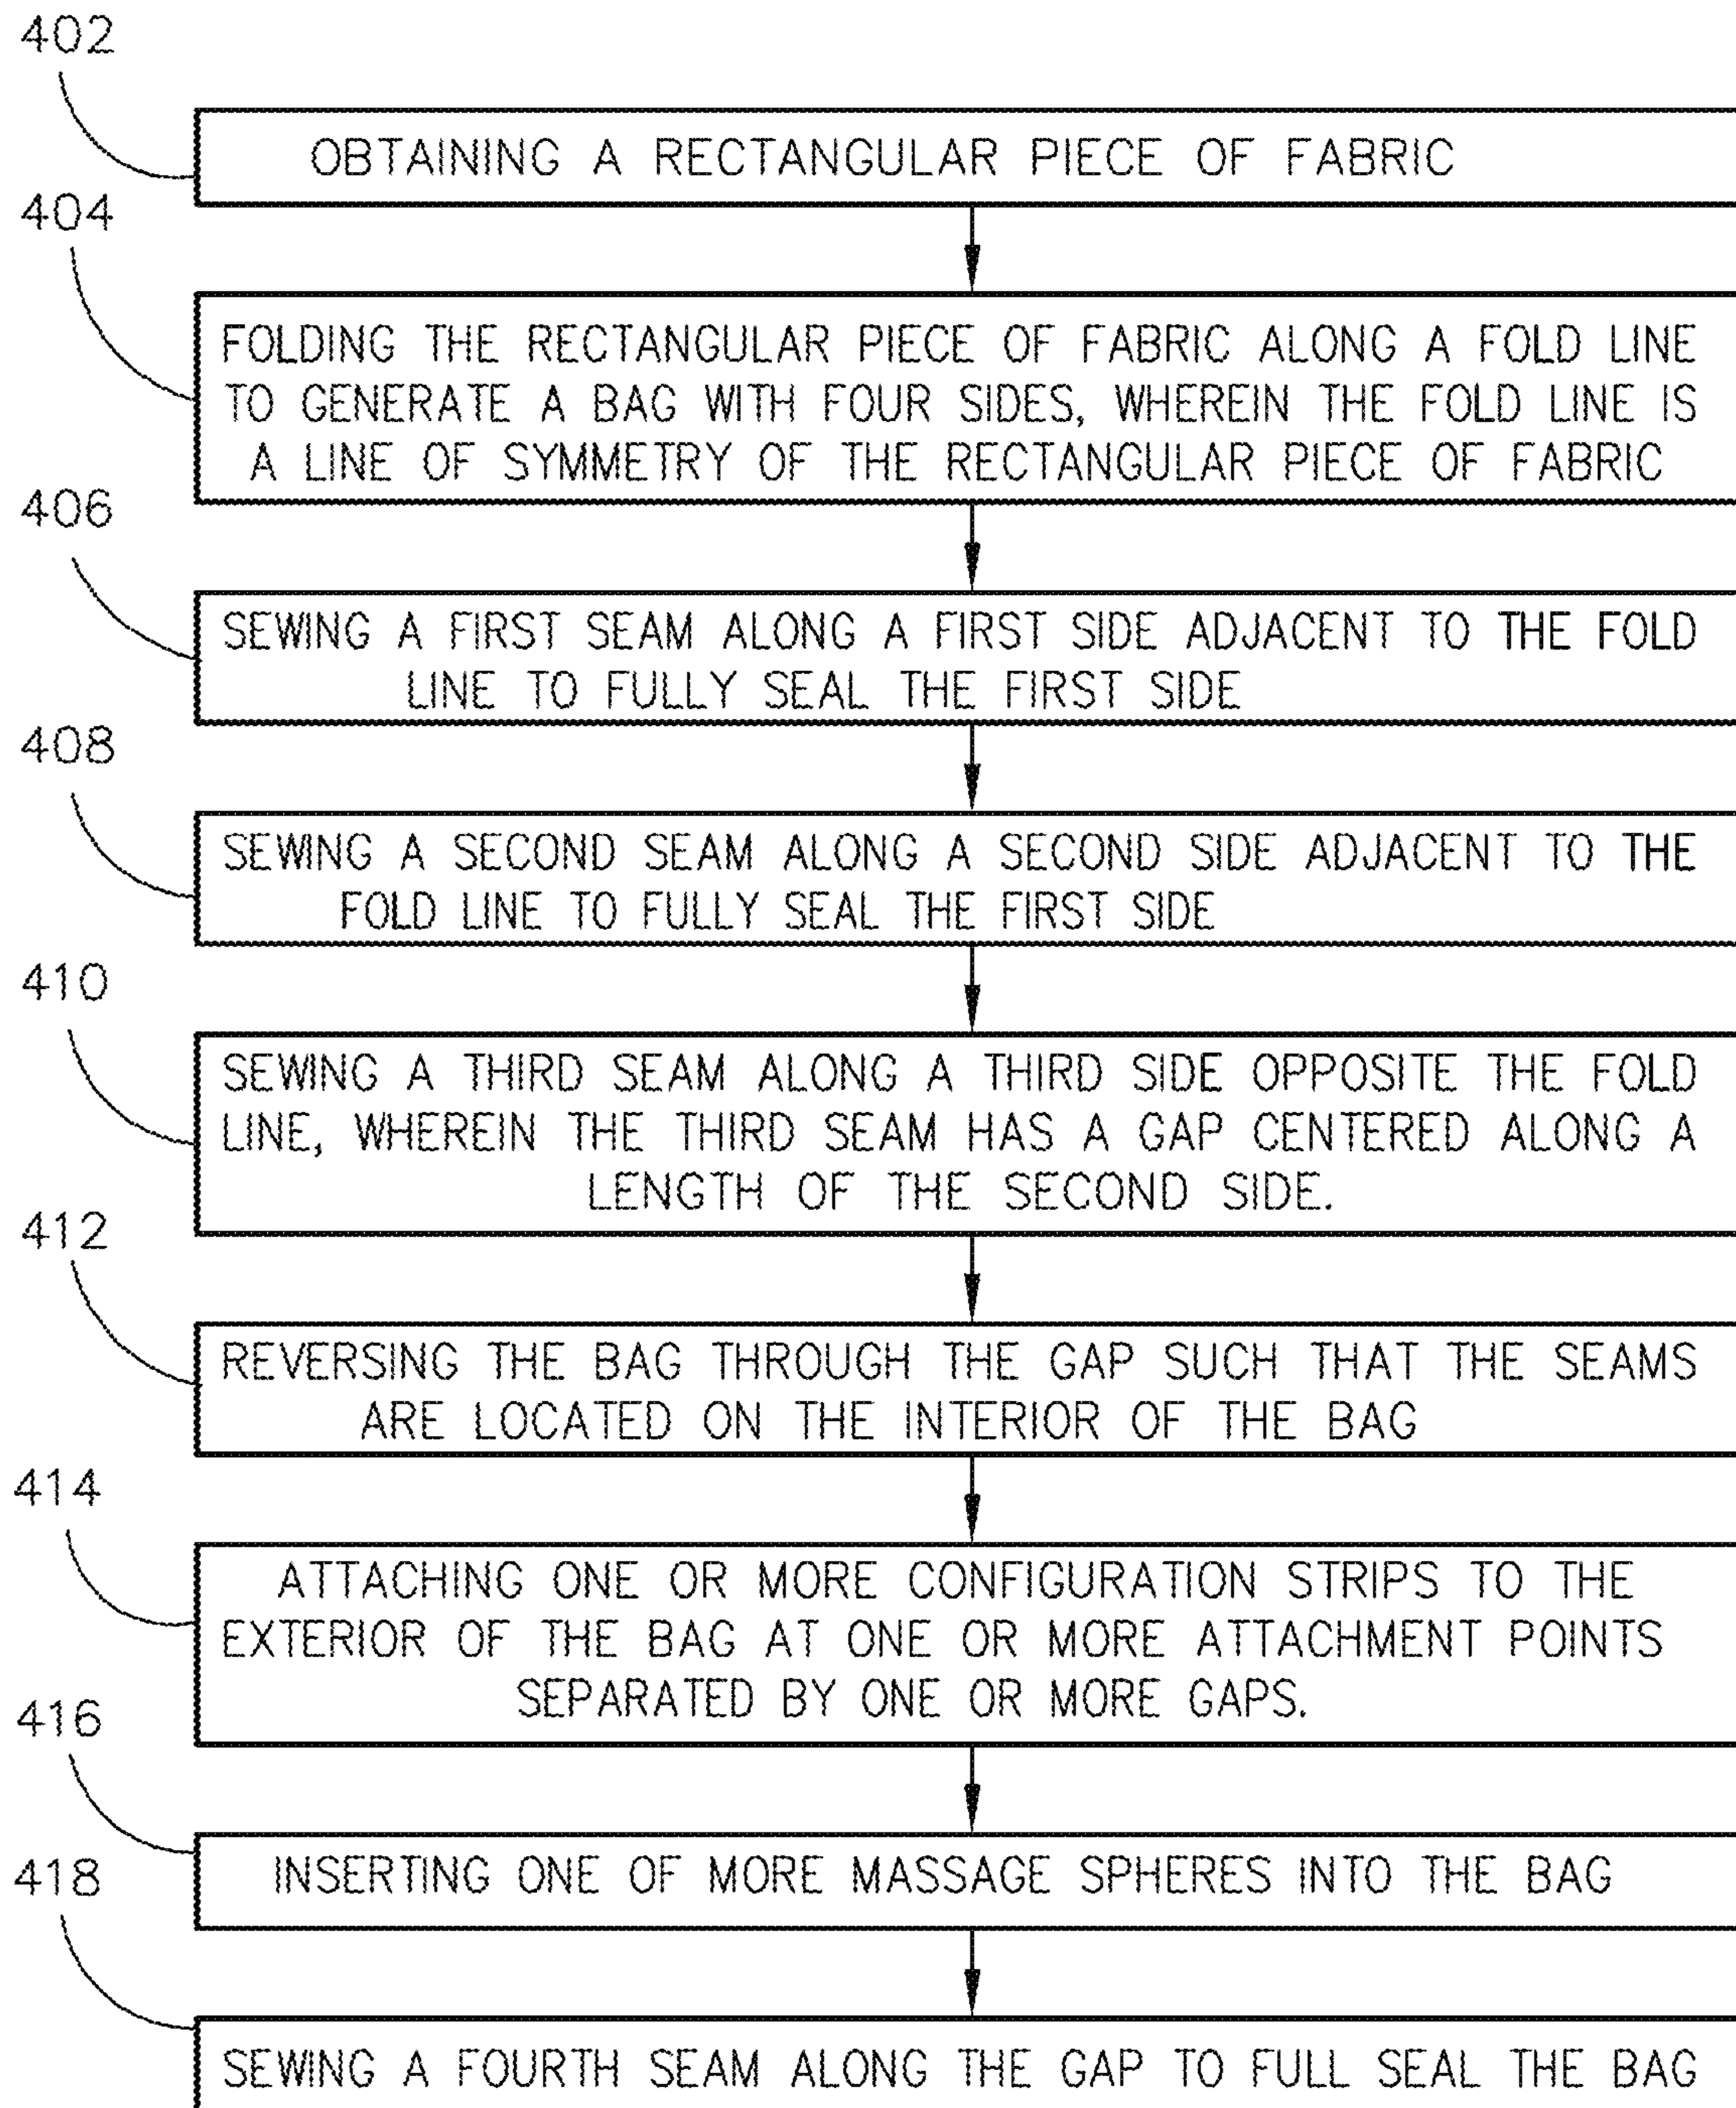 402
OBTAINING A RECTANGULAR PIECE OF FABRIC
404
FOLDING THE RECTANGULAR PIECE OF FABRIC ALONG A FOLD LINE
TO GENERATE A BAG WITH FOUR SIDES, WHEREIN THE FOLD LINE IS
A LINE OF SYMMETRY OF THE RECTANGULAR PIECE OF FABRIC
406
SEWING A FIRST SEAM ALONG A FIRST SIDE ADJACENT TO THE FOLD
LINE TO FULLY SEAL THE FIRST SIDE
408
SEWING A SECOND SEAM ALONG A SECOND SIDE ADJACENT TO THE
FOLD LINE TO FULLY SEAL THE FIRST SIDE
410
SEWING A THIRD SEAM ALONG A THIRD SIDE OPPOSITE THE FOLD
LINE, WHEREIN THE THIRD SEAM HAS A GAP CENTERED ALONG A
LENGTH OF THE SECOND SIDE.
412
REVERSING THE BAG THROUGH THE GAP SUCH THAT THE SEAMS
ARE LOCATED ON THE INTERIOR OF THE BAG
414
ATTACHING ONE OR MORE CONFIGURATION STRIPS TO THE
EXTERIOR OF THE BAG AT ONE OR MORE ATTACHMENT POINTS
SEPARATED BY ONE OR MORE GAPS.
416
INSERTING ONE OF MORE MASSAGE SPHERES INTO THE BAG
418
SEWING A FOURTH SEAM ALONG THE GAP TO FULL SEAL THE BAG